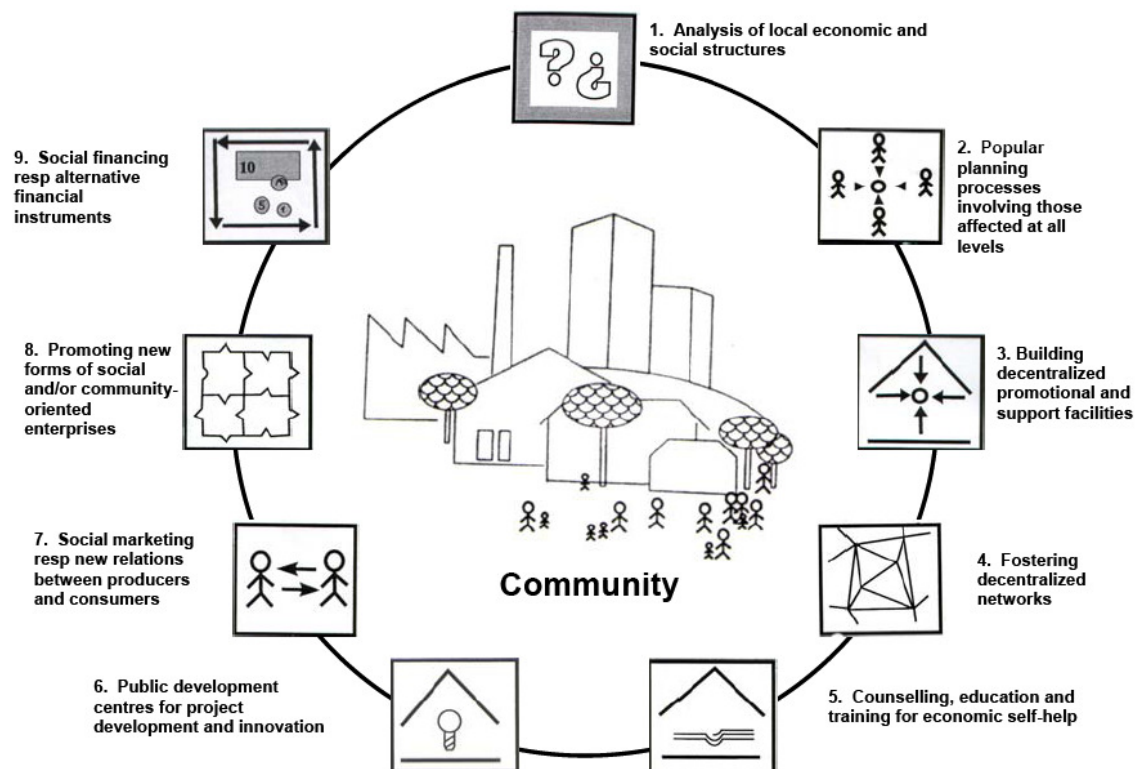 1. Analysis of local economic and
social structures
2. Popular
planning
processes
involving those
affected at all
levels
3. Building
decentralized
promotional and
support facilities
4. Fostering
decentralized
networks
5. Counselling, education and
training for economic self-help
6. Public development
centres for project
development and innovation
7. Social marketing
resp new relations
between producers
and consumers
8. Promoting new
forms of social
and/or community-
oriented
enterprises
9. Social financing
resp alternative
financial
instruments
? ¿
10
5
Community